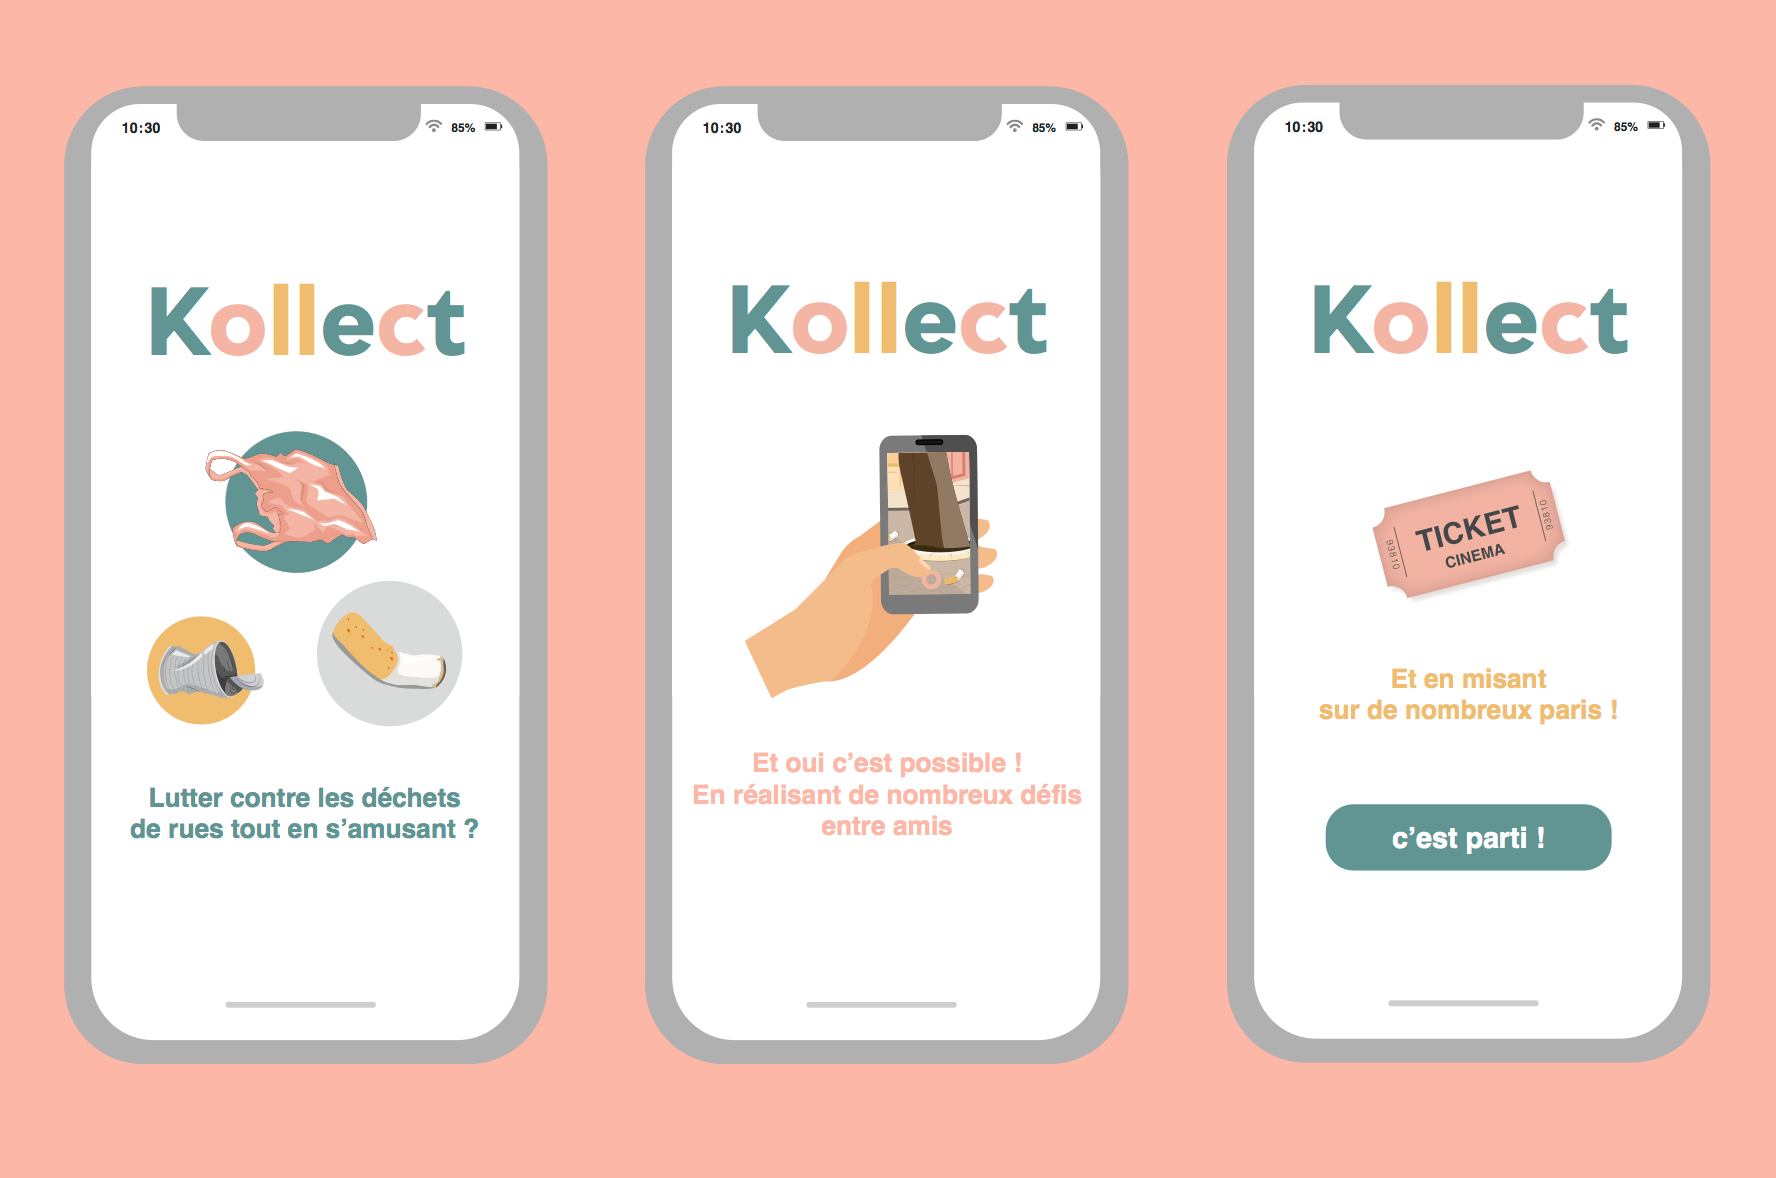 10:30
85%
Kollect
Lutter contre les déchets
de rues tout en s’amusant ?
10:30
85%
Kollect
Et oui c’est possible !
En réalisant de nombreux défis
entre amis
10:30
85%
Kollect
93810
TICKET
CINEMA
93810
Et en misant
sur de nombreux paris !
c’est parti !